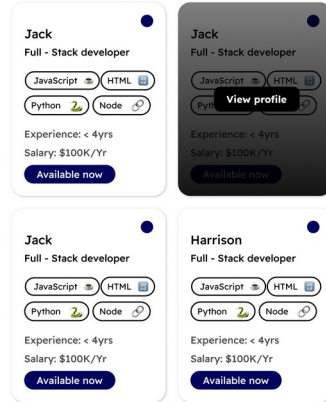 Jack
Full - Stack developer
JavaScript HTML
Python Node
Experience: < 4yrs
Salary: $100K/Yr
Available now
Jack
Full - Stack developer
JavaScript HTML
View profile
Experience: < 4yrs
Salary: $100K/Yr
Available now
Jack
Full - Stack developer
JavaScript HTML
Python Node
Experience: < 4yrs
Salary: $100K/Yr
Available now
Harrison
Full - Stack developer
JavaScript HTML
Python Node
Experience: < 4yrs
Salary: $100K/Yr
Available now